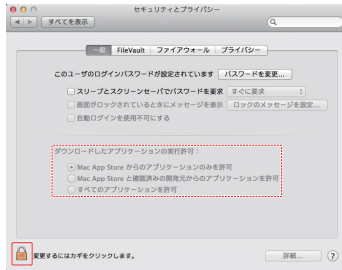 セキュリティとプライバシー
すべてを表示
一般 FileVault ファイアウォール プライバシー
このユーザのログインパスワードが設定されています パスワードを変更...
スリープとスクリーンセーバでパスワードを要求 すぐに要求
画面がロックされているときにメッセージを表示 ロックのメッセージを設定...
自動ログインを使用不可にする
ダウンロードしたアプリケーションの実行許可：
Mac App Store からのアプリケーションのみを許可
Mac App Store と確認済みの開発元からのアプリケーションを許可
すべてのアプリケーションを許可
変更するにはカギをクリックします。 詳細... ?